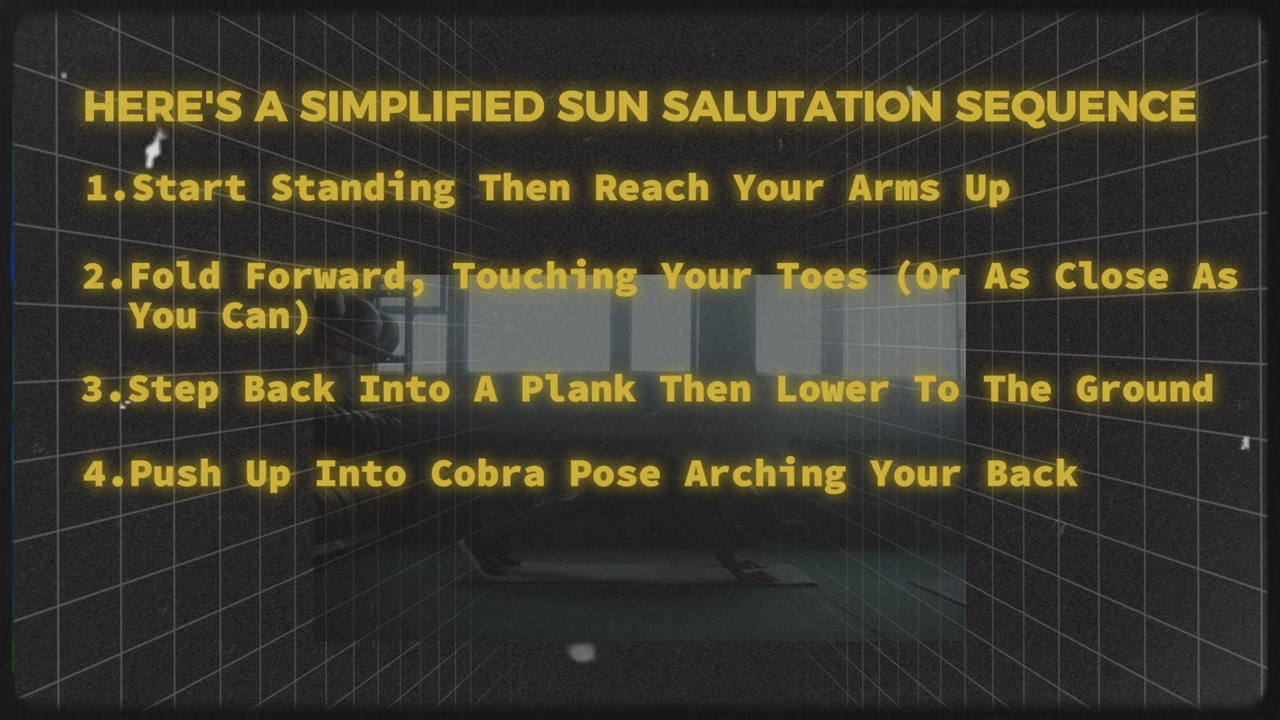 HERE'S A SIMPLIFIED SUN SALUTATION SEQUENCE
1.Start Standing Then Reach Your Arms Up
2.Fold Forward, Touching Your Toes (Or As Close As
You Can)
3.Step Back Into A Plank Then Lower To The Ground
4.Push Up Into Cobra Pose Arching Your Back